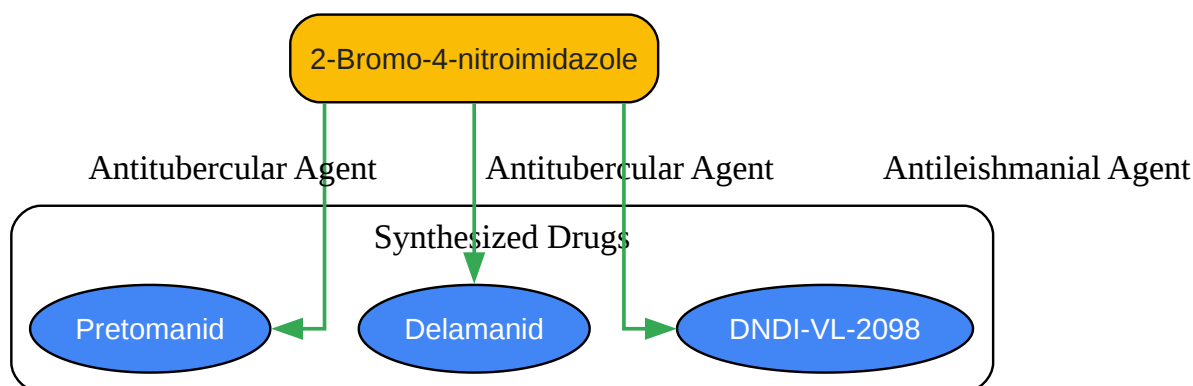 2-Bromo-4-nitroimidazole
Antitubercular Agent
Antitubercular Agent
Antileishmanial Agent
Synthesized Drugs
Pretomanid
Delamanid
DNDI-VL-2098